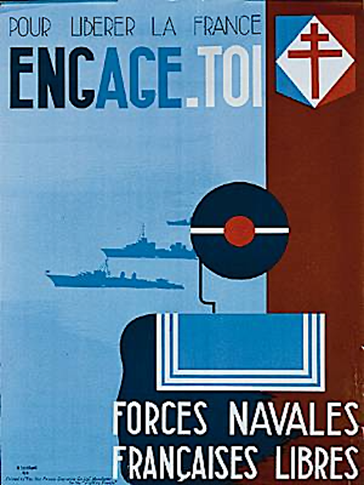 POUR LIBERER LA FRANCE
ENGAGE-TOI
FORCES NAVALES
FRANÇAISES LIBRES